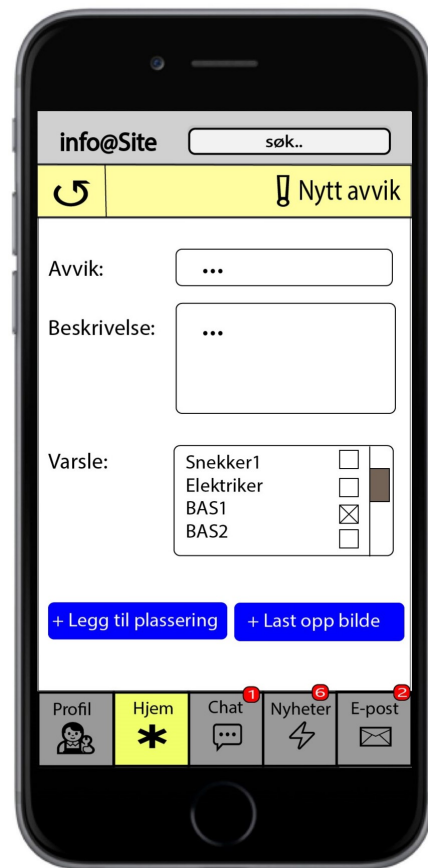 info@Site
søk..
Nytt avvik
Avvik:
...
Beskrivelse:
...
Varsle:
Snekker1
Elektriker
BAS1
BAS2
+ Legg til plassering
+ Last opp bilde
Profil
Hjem
Chat
1
Nyheter
6
E-post
2